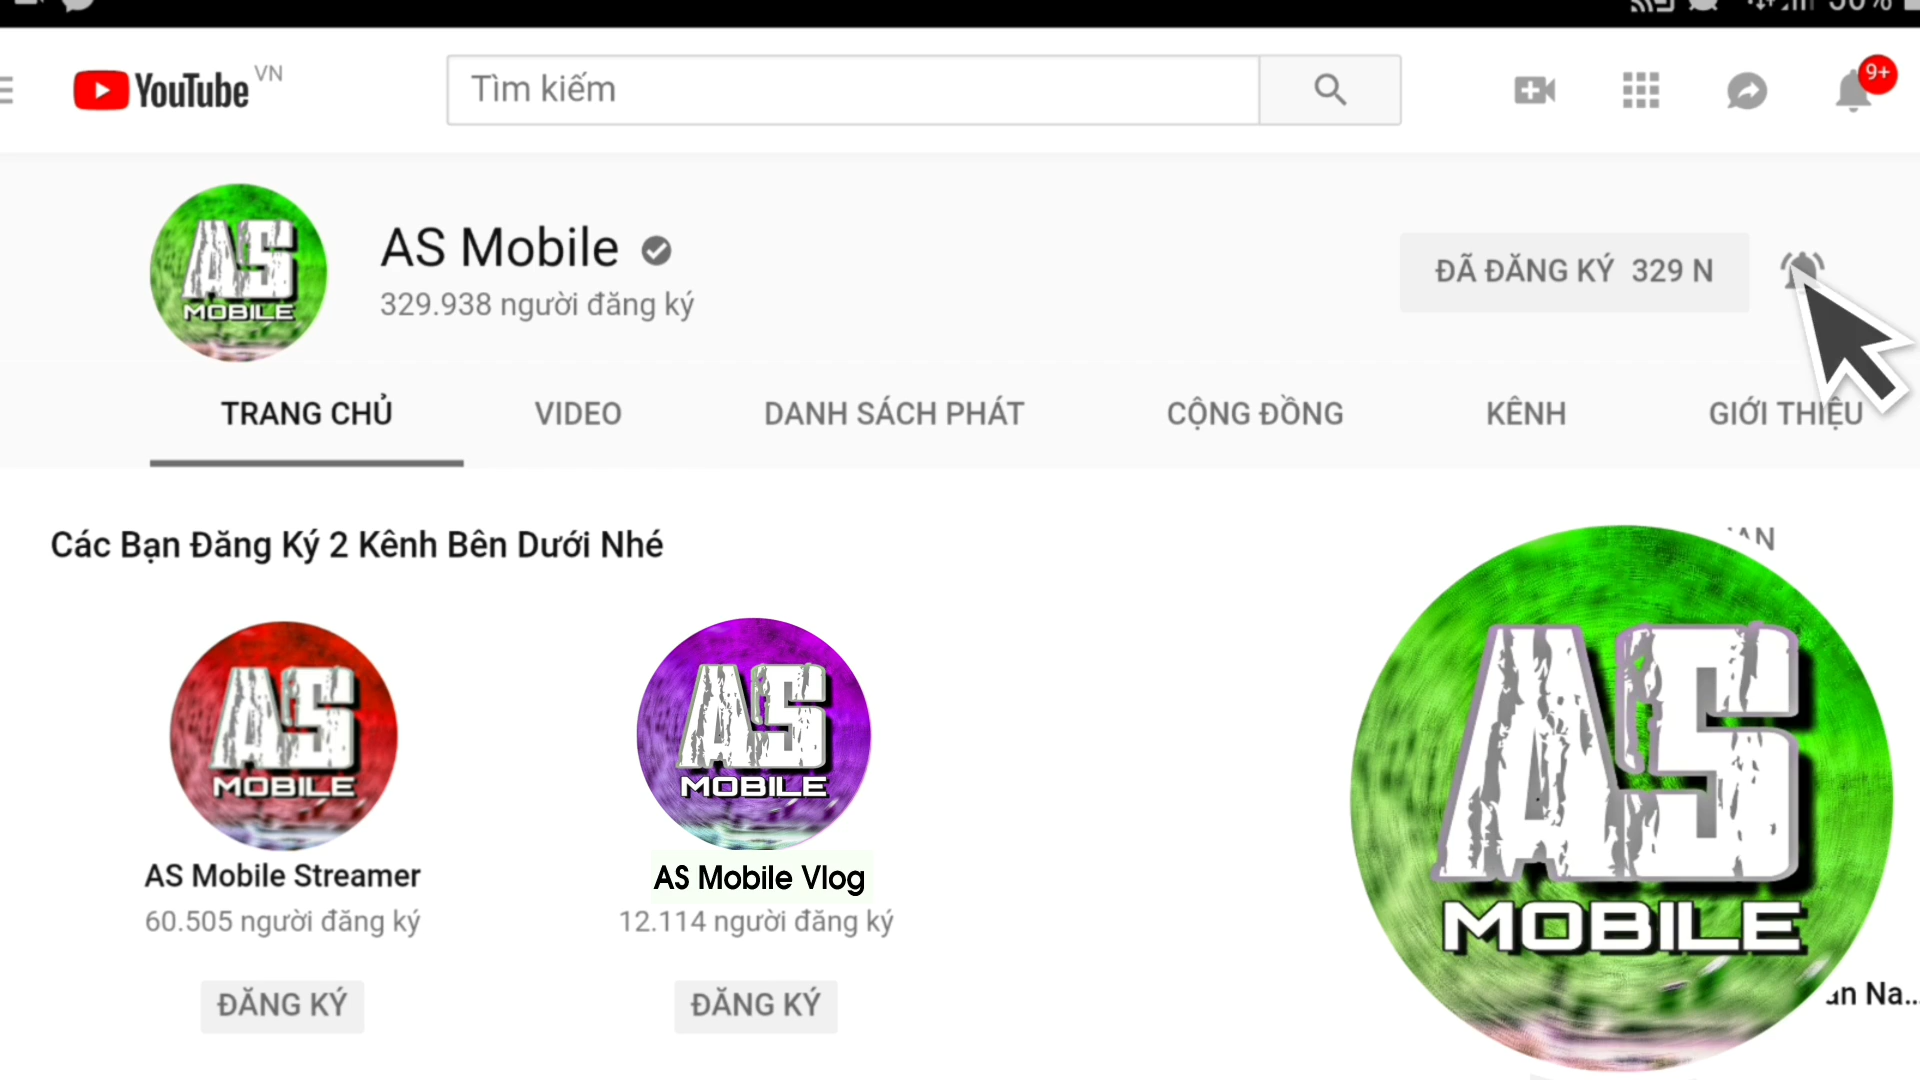 50%
YouTube VN
Tìm kiếm
9+
AS
MOBILE
AS Mobile
329.938 người đăng ký
ĐÃ ĐĂNG KÝ 329 N
TRANG CHỦ VIDEO DANH SÁCH PHÁT CỘNG ĐỒNG KÊNH GIỚI THIỆU
Các Bạn Đăng Ký 2 Kênh Bên Dưới Nhé
AS
MOBILE
AS Mobile Streamer
60.505 người đăng ký
ĐĂNG KÝ
AS
MOBILE
AS Mobile Vlog
12.114 người đăng ký
ĐĂNG KÝ
AS
MOBILE